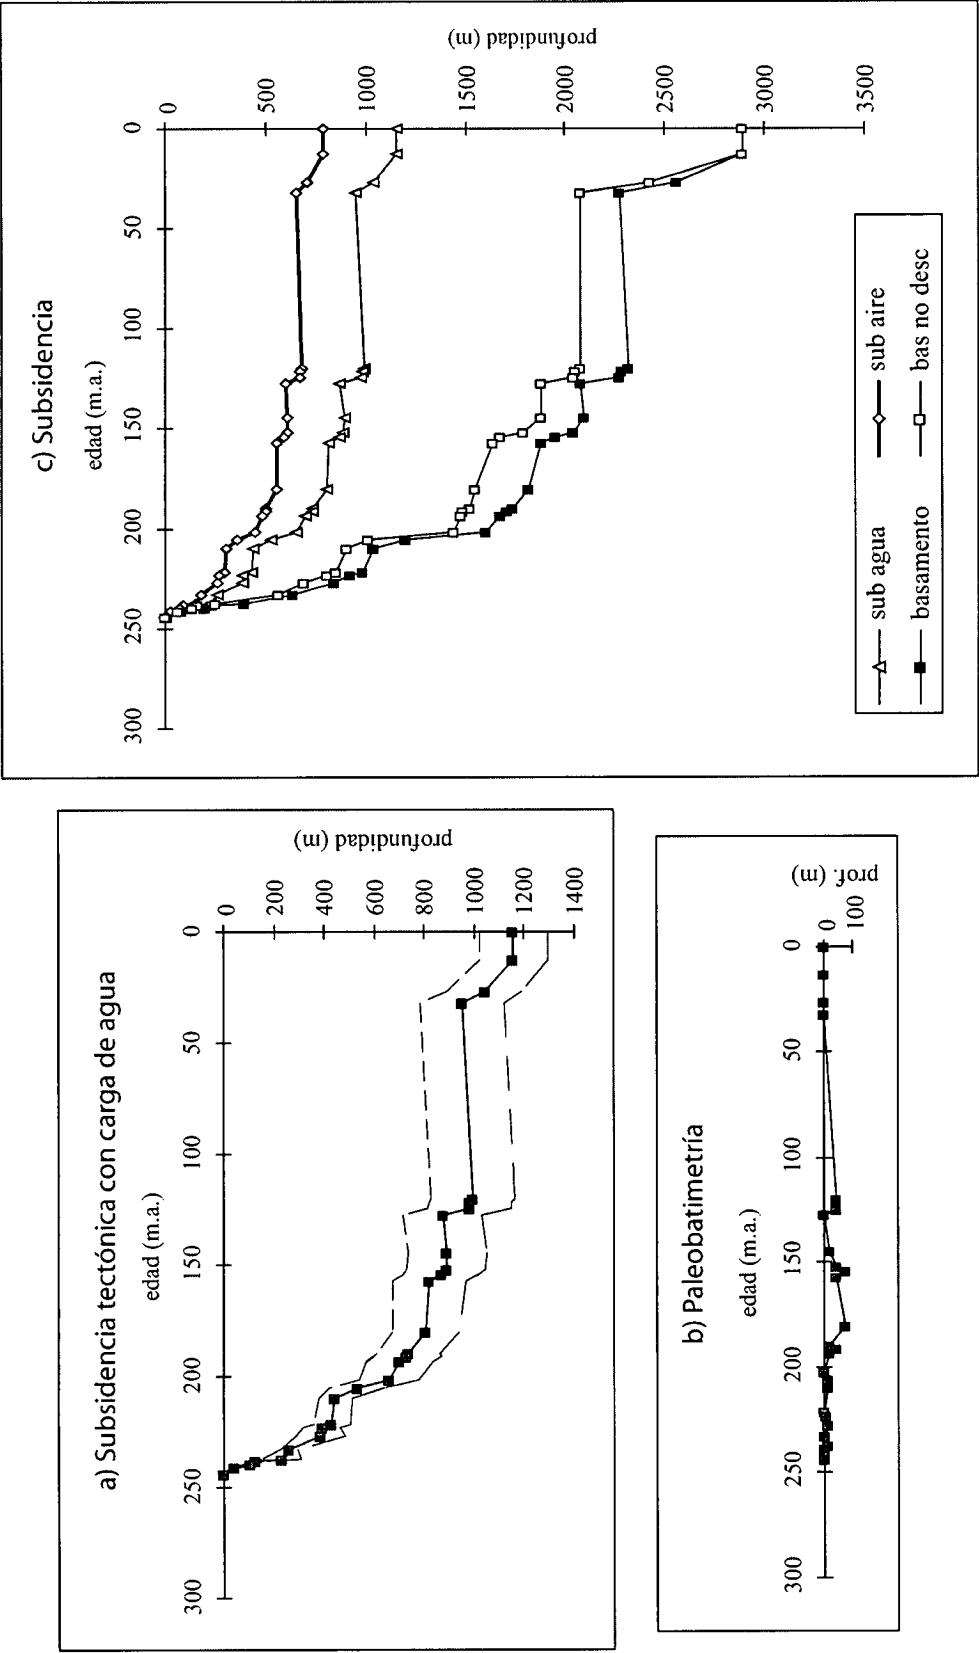 a) Subsidencia tectónica con carga de agua
edad (m.a.)
300 250 200 150 100 50 0
0
200
400
600
800
1000
1200
1400
profundidad (m)
b) Paleobatimetría
edad (m.a.)
300 250 200 150 100 50 0
0
100
prof. (m)
c) Subsidencia
edad (m.a.)
300 250 200 150 100 50 0
0
500
1000
1500
2000
2500
3000
3500
profundidad (m)
sub agua sub aire
basamento bas no desc